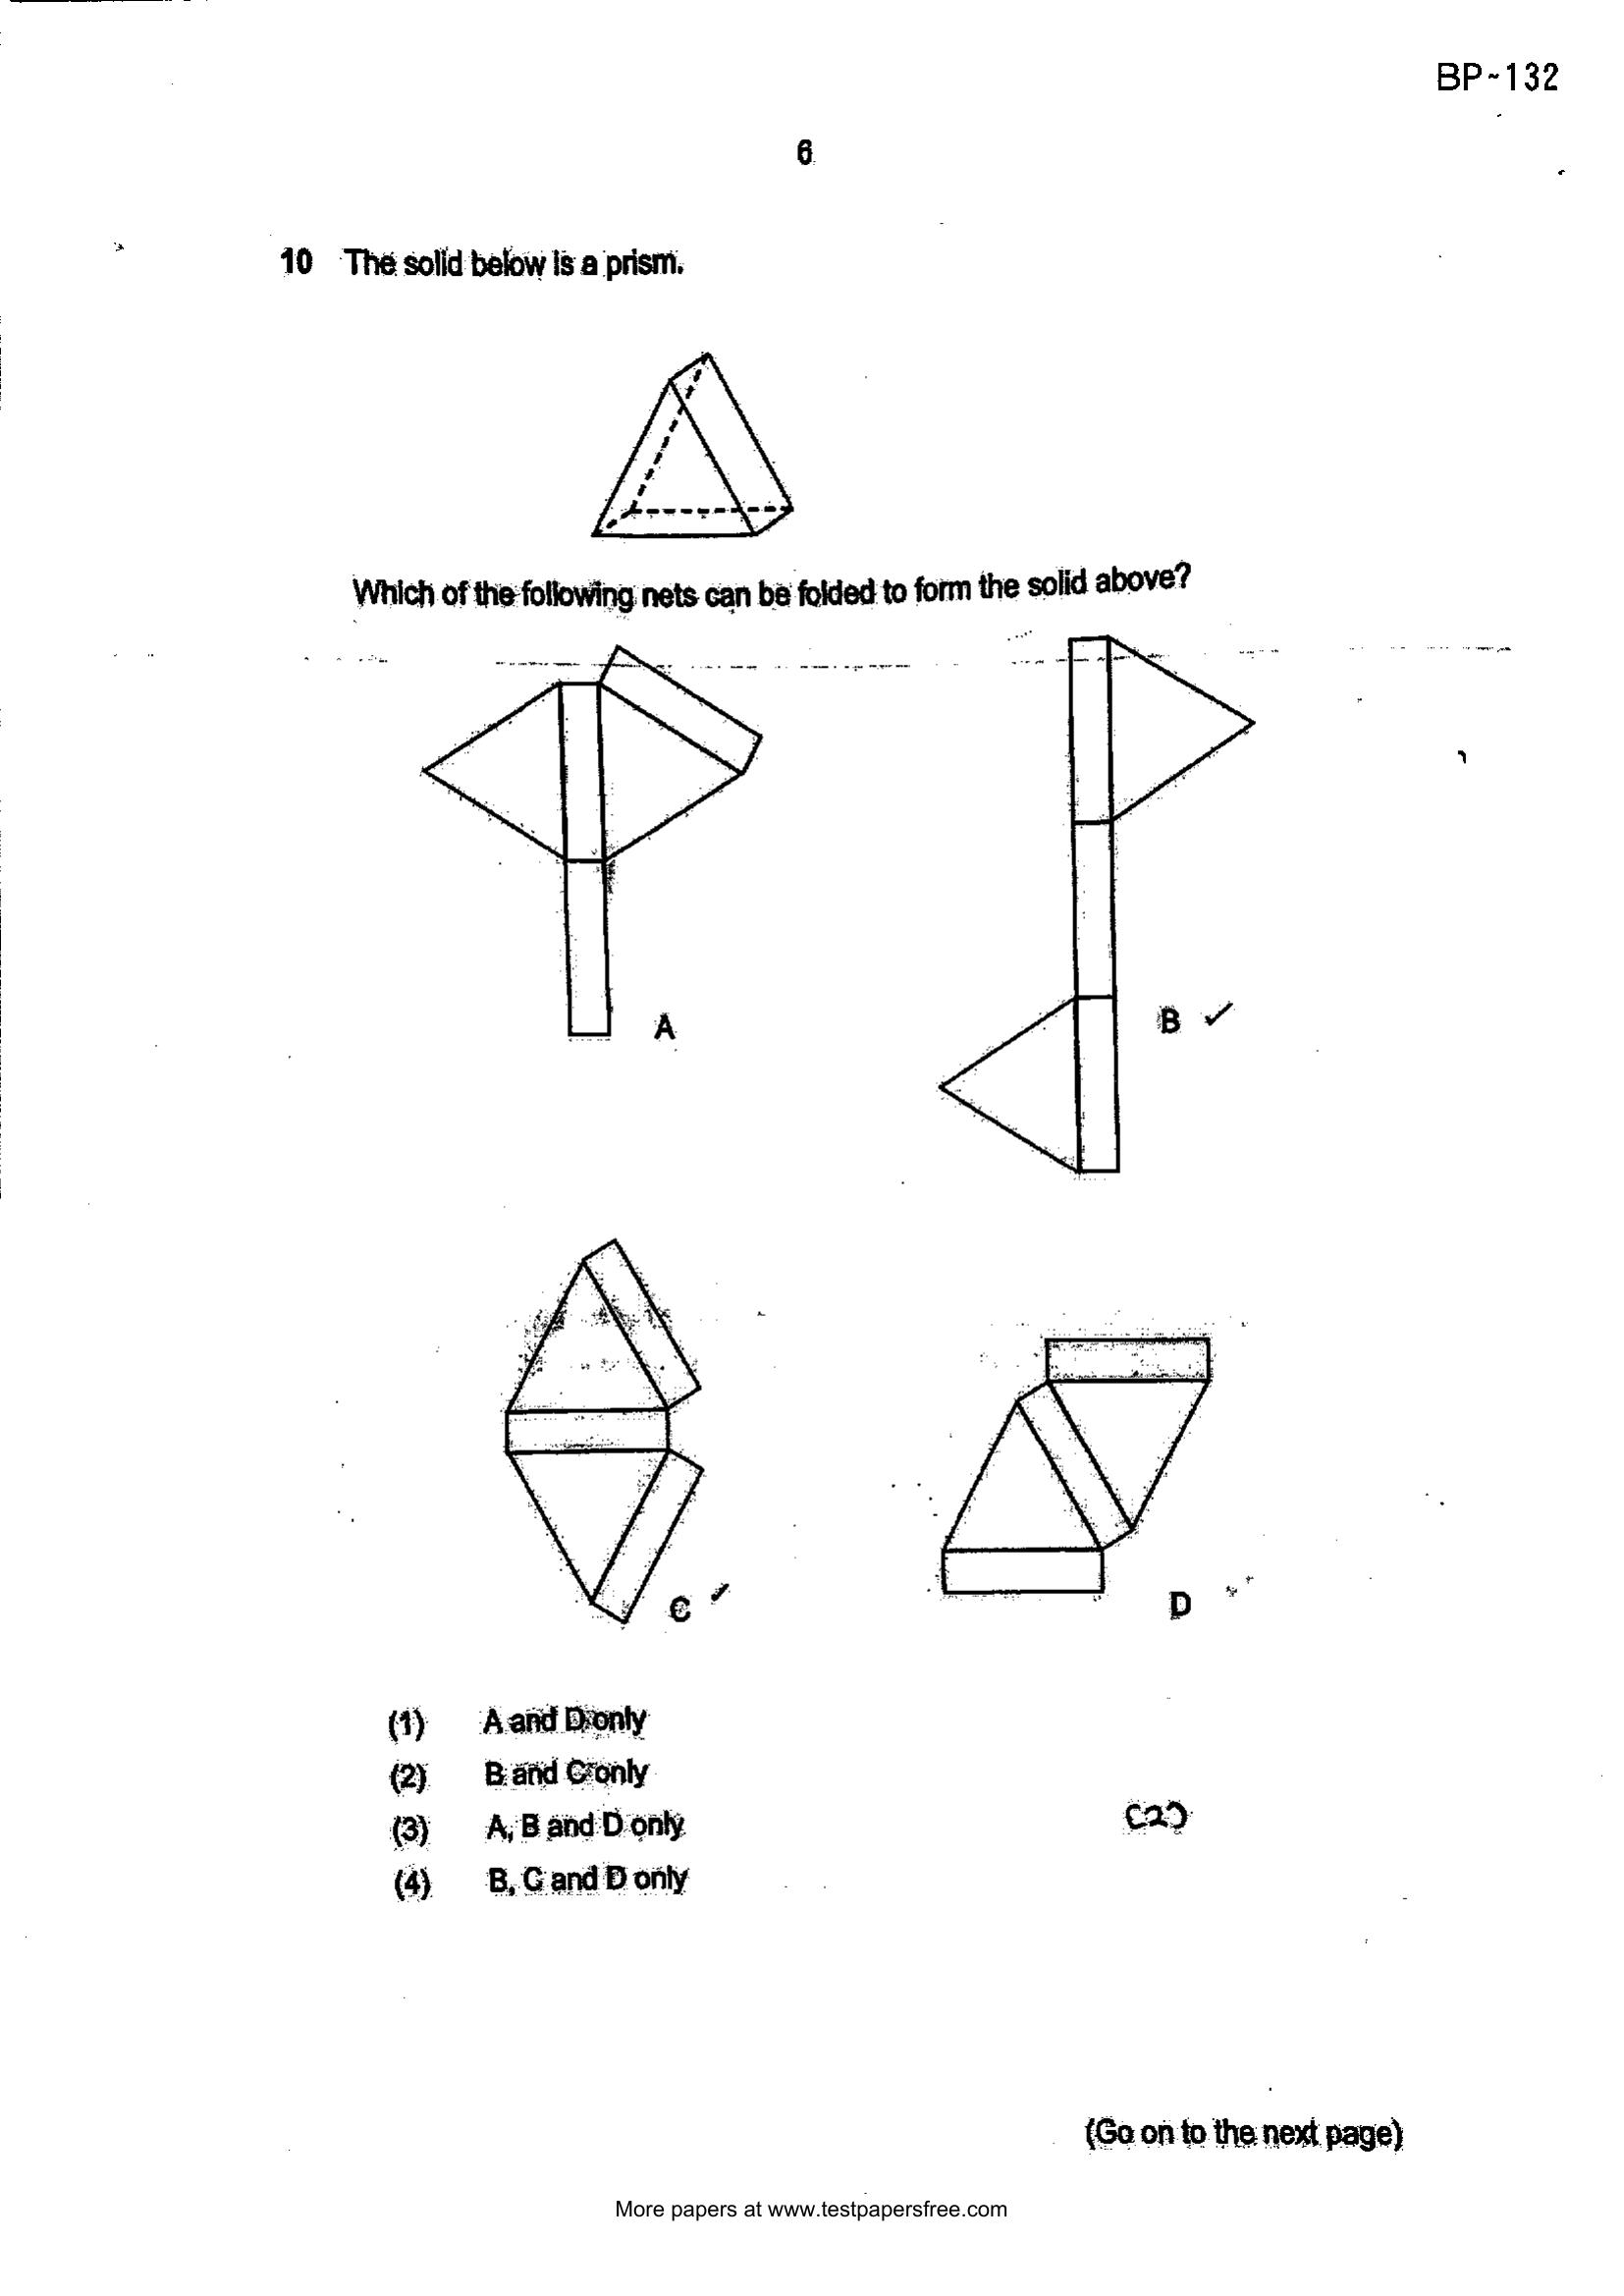 BP~132
6
10 The solid below is a prism.
Which of the following nets can be folded to form the solid above?
A
B ✓
C ✓
D
(1) A and D only
(2) B and C only
(3) A, B and D only
(4) B, C and D only
(2)
(Go on to the next page)
More papers at www.testpapersfree.com